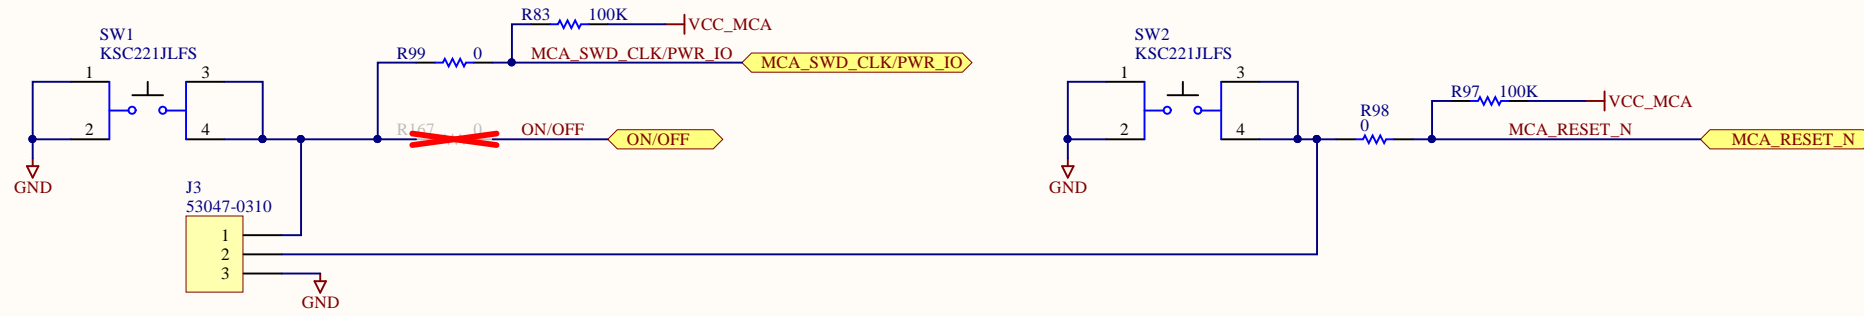 R83 100K
VCC_MCA
SW1
KSC221JLFS
R99 0
MCA_SWD_CLK/PWR_IO
MCA_SWD_CLK/PWR_IO
1
3
2
4
R167 0
ON/OFF
ON/OFF
GND
J3
53047-0310
1
2
3
GND
SW2
KSC221JLFS
1
3
2
4
R97 100K
VCC_MCA
R98
0
MCA_RESET_N
MCA_RESET_N
GND